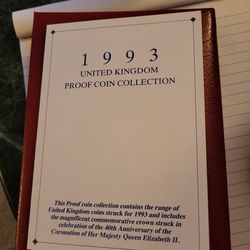 1993
UNITED KINGDOM
PROOF COIN COLLECTION
This Proof coin collection contains the range of
United Kingdom coins struck for 1993 and includes
the magnificent commemorative crown struck in
celebration of the 40th Anniversary of the
Coronation of Her Majesty Queen Elizabeth II.